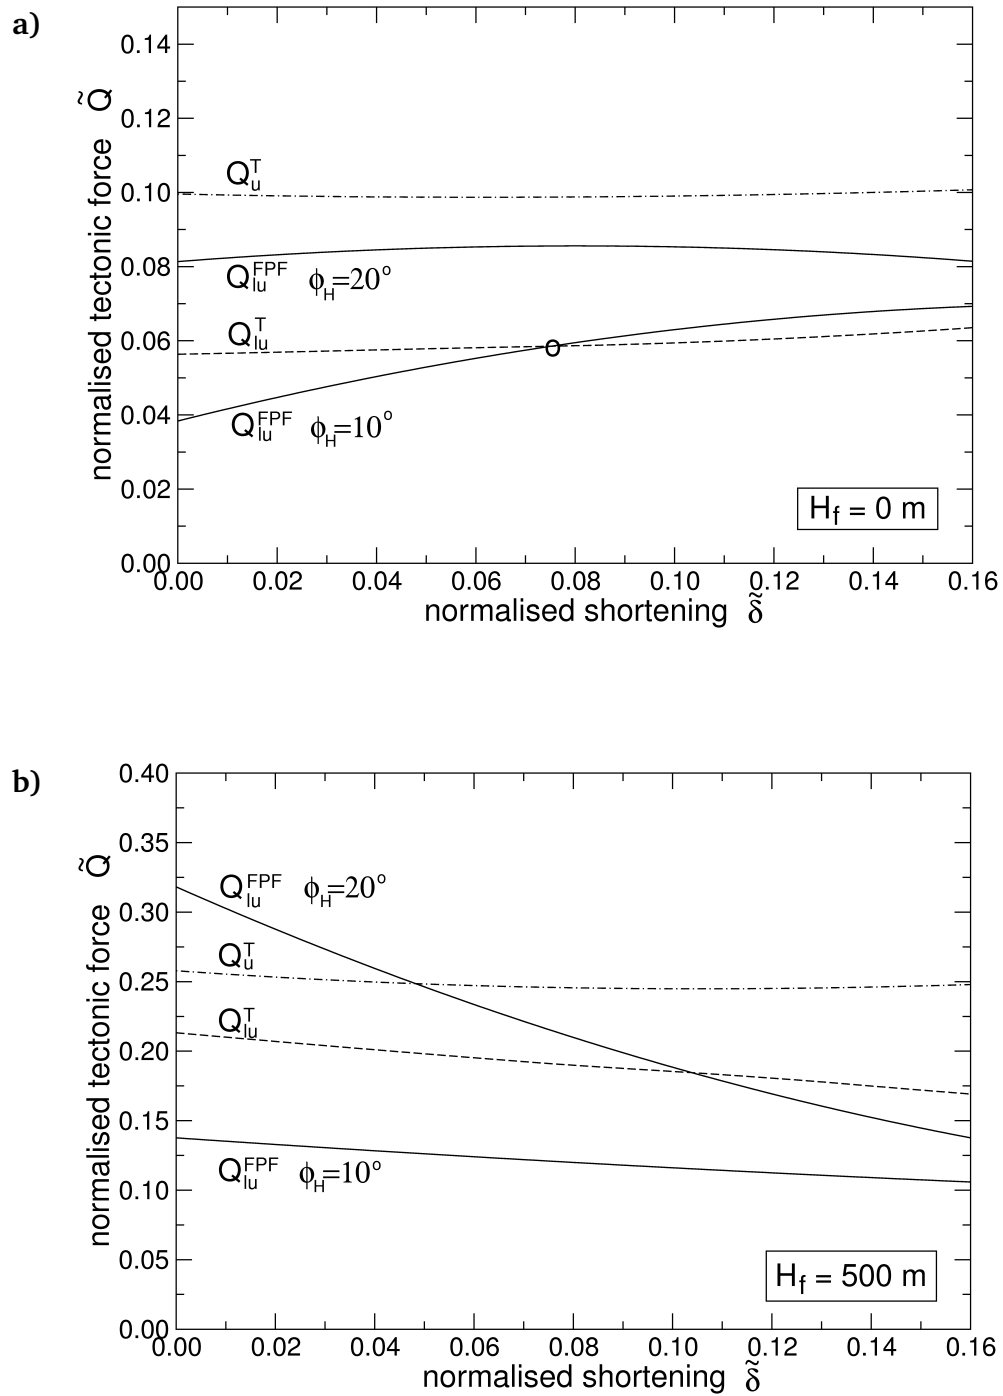 a)
normalised tectonic force Q̃
0.14
0.12
0.10
0.08
0.06
0.04
0.02
0.00
Q_u^T
Q_lu^FPF ϕ_H=20°
Q_lu^T
O
Q_lu^FPF ϕ_H=10°
H_f = 0 m
0.00 0.02 0.04 0.06 0.08 0.10 0.12 0.14 0.16
normalised shortening δ̃
b)
normalised tectonic force Q̃
0.40
0.35
0.30
0.25
0.20
0.15
0.10
0.05
0.00
Q_lu^FPF ϕ_H=20°
Q_u^T
Q_lu^T
Q_lu^FPF ϕ_H=10°
H_f = 500 m
0.00 0.02 0.04 0.06 0.08 0.10 0.12 0.14 0.16
normalised shortening δ̃